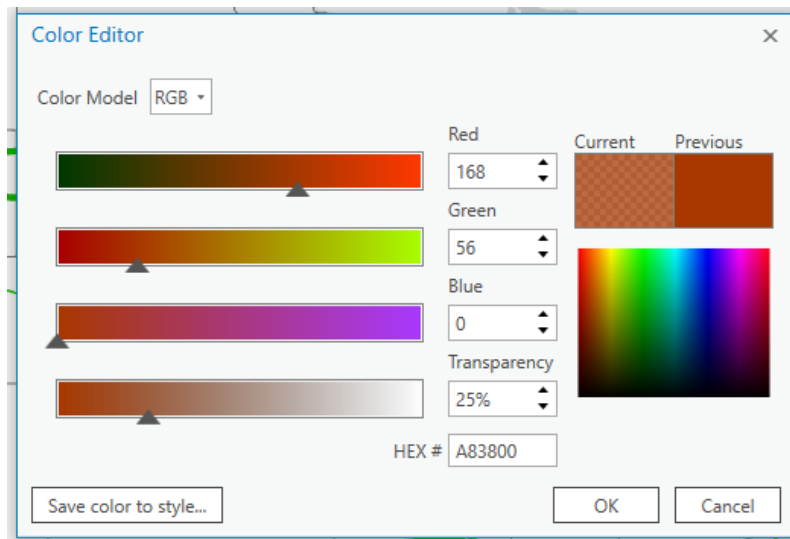 Color Editor
Color Model RGB
Red
168
Current Previous
Green
56
Blue
0
Transparency
25%
HEX # A83800
Save color to style...
OK
Cancel